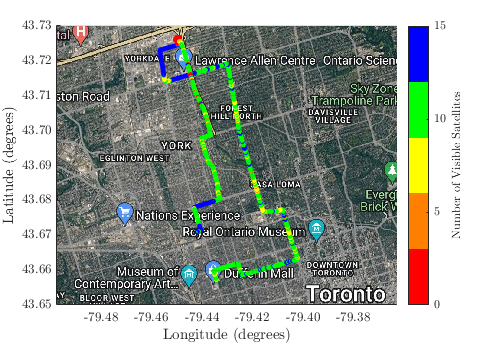 43.73
43.72
43.71
43.70
43.69
43.68
43.67
43.66
43.65
Latitude (degrees)
-79.48
-79.46
-79.44
-79.42
-79.40
-79.38
Longitude (degrees)
15
10
5
0
Number of Visible Satellites
tal
YORKDA E
Lawrence Allen Centre
Ontario Scien
ston Road
Sky Zone
Trampoline Park
FOREST
HILL NORTH
DAVISVILLE
VILLAGE
YORK
EGLINTON WEST
CASA LOMA
Everg
Brick W
Nations Experience
Royal Ontario Museum
Museum of
Contemporary Art...
Dufferin Mall
DOWNTOWN
TORONTO
AY
BLOOR WEST
Toronto